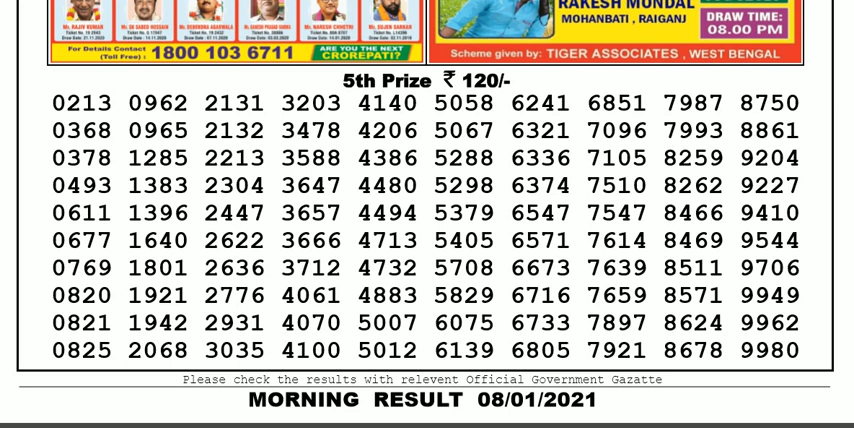 Mr. RAJIV KUMAR
Mr. SK SABED HOSSAIN
Mr. DEBENDRA AGARWALA
Mr. NARESH CHHETRI
Mr. SUJEN SARKAR
RAKESH MONDAL
MOHANBATI , RAIGANJ
DRAW TIME:
08.00 PM
For Details Contact
(Toll Free) :
1800 103 6711
ARE YOU THE NEXT
CROREPATI?
Scheme given by: TIGER ASSOCIATES , WEST BENGAL
5th Prize ₹ 120/-
0213 0962 2131 3203 4140 5058 6241 6851 7987 8750
0368 0965 2132 3478 4206 5067 6321 7096 7993 8861
0378 1285 2213 3588 4386 5288 6336 7105 8259 9204
0493 1383 2304 3647 4480 5298 6374 7510 8262 9227
0611 1396 2447 3657 4494 5379 6547 7547 8466 9410
0677 1640 2622 3666 4713 5405 6571 7614 8469 9544
0769 1801 2636 3712 4732 5708 6673 7639 8511 9706
0820 1921 2776 4061 4883 5829 6716 7659 8571 9949
0821 1942 2931 4070 5007 6075 6733 7897 8624 9962
0825 2068 3035 4100 5012 6139 6805 7921 8678 9980
Please check the results with relevent Official Government Gazatte
MORNING RESULT 08/01/2021